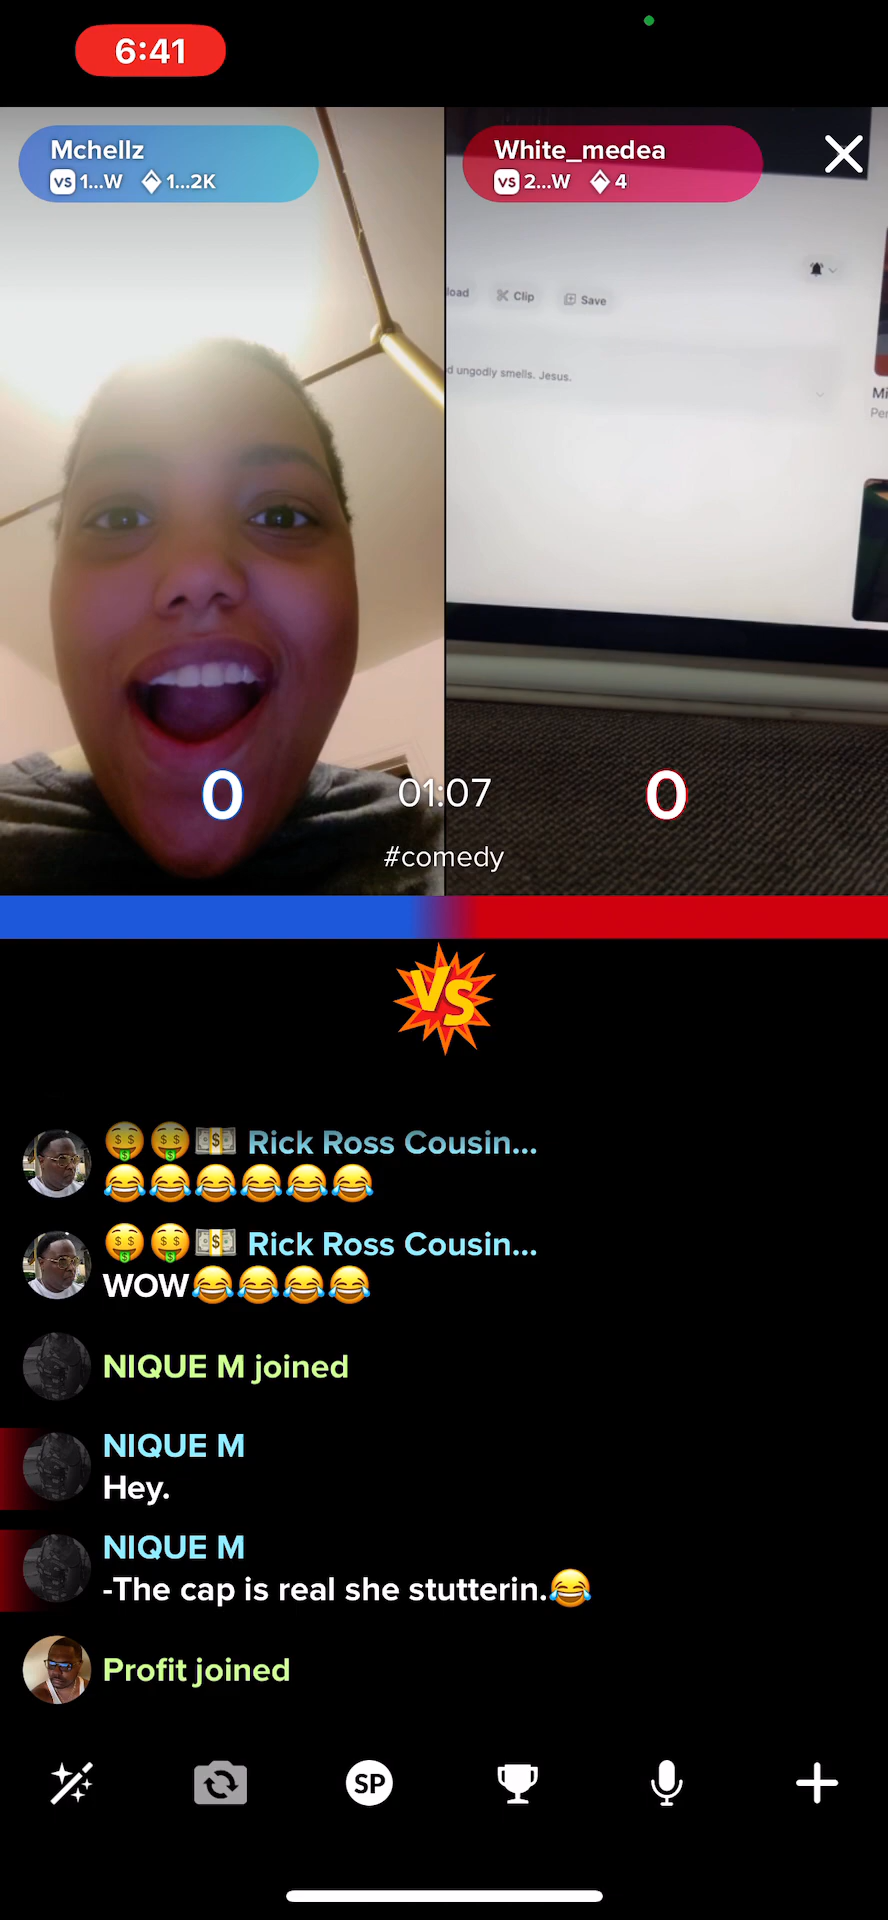 6:41
Mchellz
VS 1...W 1...2K
White_medea
VS 2...W 4
load Clip Save
d ungodly smells. Jesus.
Mi
Per
0 01:07 0
#comedy
VS
🤑🤑💵 Rick Ross Cousin...
😂😂😂😂😂😂
🤑🤑💵 Rick Ross Cousin...
WOW😂😂😂😂
NIQUE M joined
NIQUE M
Hey.
NIQUE M
-The cap is real she stutterin.😂
Profit joined
SP